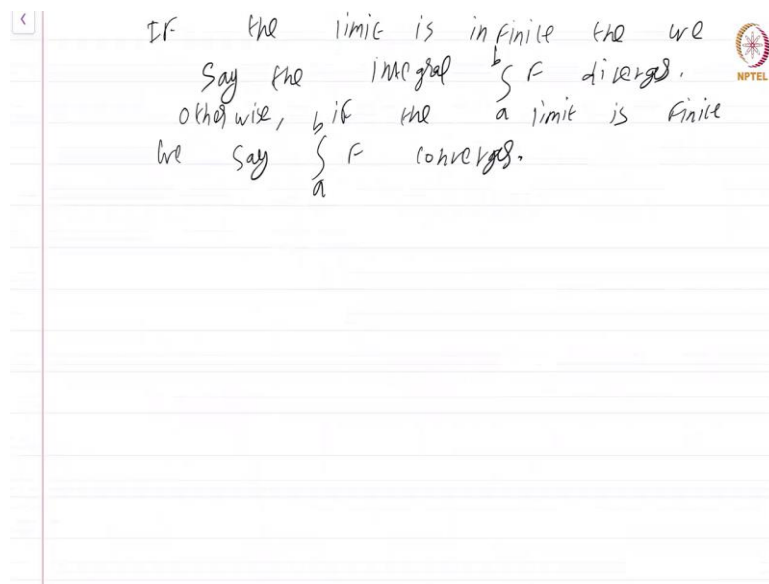 If the limit is infinite the we
say the integral ∫_a^b F diverges.
Otherwise, if the limit is finite
we say ∫_a^b F converges.
NPTEL